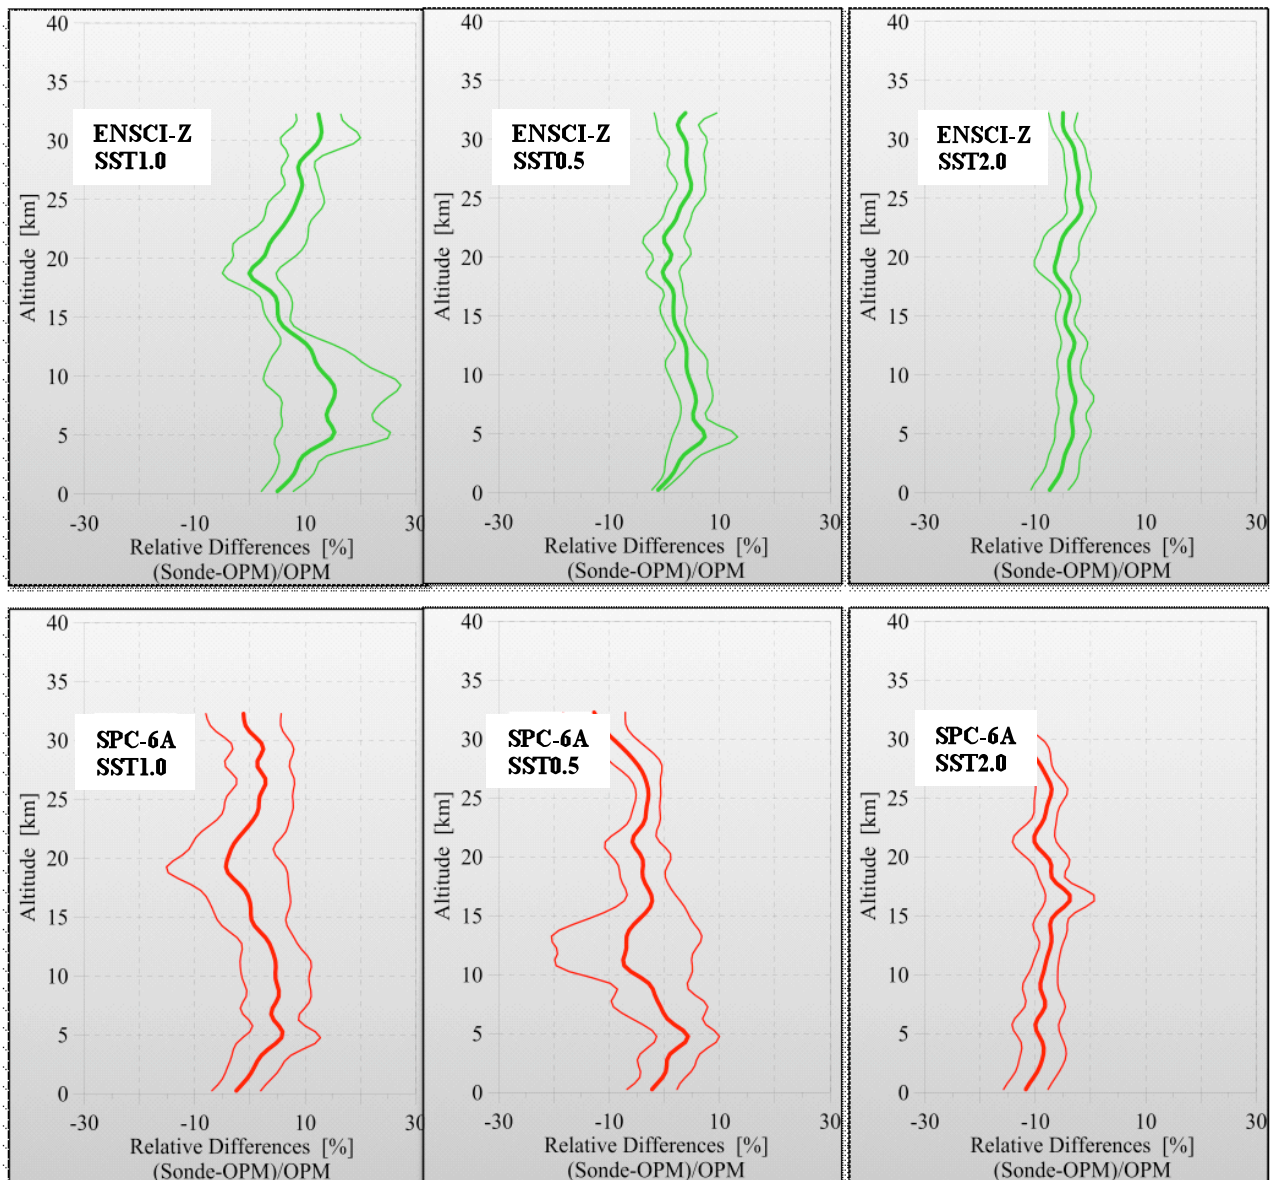 40
35
30
25
20
15
10
5
0
Altitude [km]
ENSCI-Z
SST1.0
-30
-10
10
30
Relative Differences [%]
(Sonde-OPM)/OPM
40
35
30
25
20
15
10
5
0
Altitude [km]
ENSCI-Z
SST0.5
-30
-10
10
30
Relative Differences [%]
(Sonde-OPM)/OPM
40
35
30
25
20
15
10
5
0
Altitude [km]
ENSCI-Z
SST2.0
-30
-10
10
30
Relative Differences [%]
(Sonde-OPM)/OPM
40
35
30
25
20
15
10
5
0
Altitude [km]
SPC-6A
SST1.0
-30
-10
10
30
Relative Differences [%]
(Sonde-OPM)/OPM
40
35
30
25
20
15
10
5
0
Altitude [km]
SPC-6A
SST0.5
-30
-10
10
30
Relative Differences [%]
(Sonde-OPM)/OPM
40
35
30
25
20
15
10
5
0
Altitude [km]
SPC-6A
SST2.0
-30
-10
10
30
Relative Differences [%]
(Sonde-OPM)/OPM